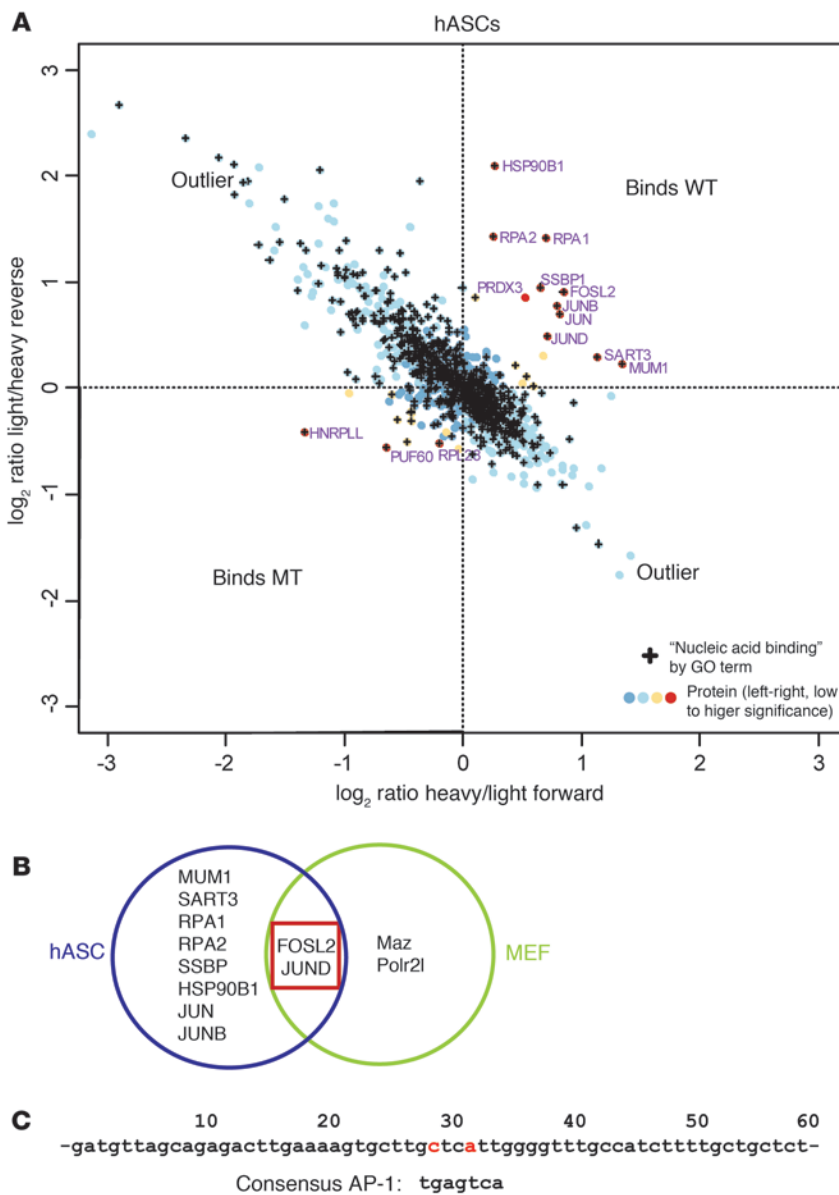 A
hASCs
3
2
1
0
-1
-2
-3
log2 ratio light/heavy reverse
Outlier
Binds WT
HSP90B1
RPA2
RPA1
SSBP1
PRDX3
FOSL2
JUNB
JUN
JUND
SART3
MUM1
HNRPLL
PUF60
RPL23
Binds MT
Outlier
"Nucleic acid binding"
by GO term
Protein (left-right, low
to higer significance)
-3 -2 -1 0 1 2 3
log2 ratio heavy/light forward
B
hASC
MUM1
SART3
RPA1
RPA2
SSBP
HSP90B1
JUN
JUNB
FOSL2
JUND
Maz
Polr2l
MEF
C
10 20 30 40 50 60
-gatgttagcagagacttgaaaagtgcttgctcattggggtttgccatcttttgctgctct-
Consensus AP-1: tgagtca